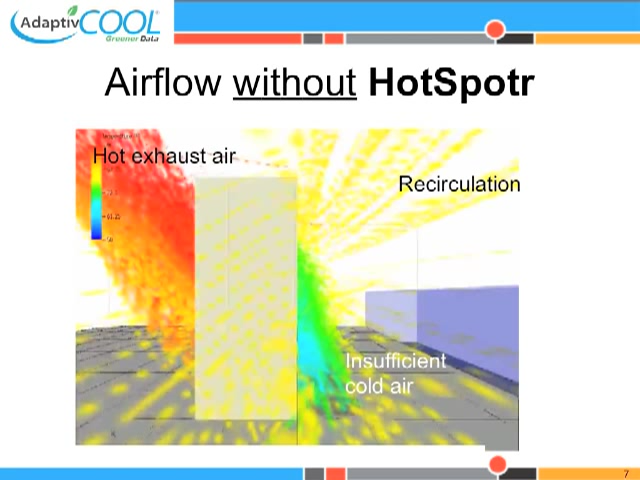 AdaptivCOOL
Greener Data
Airflow without HotSpotr
Hot exhaust air
Recirculation
Insufficient
cold air
7